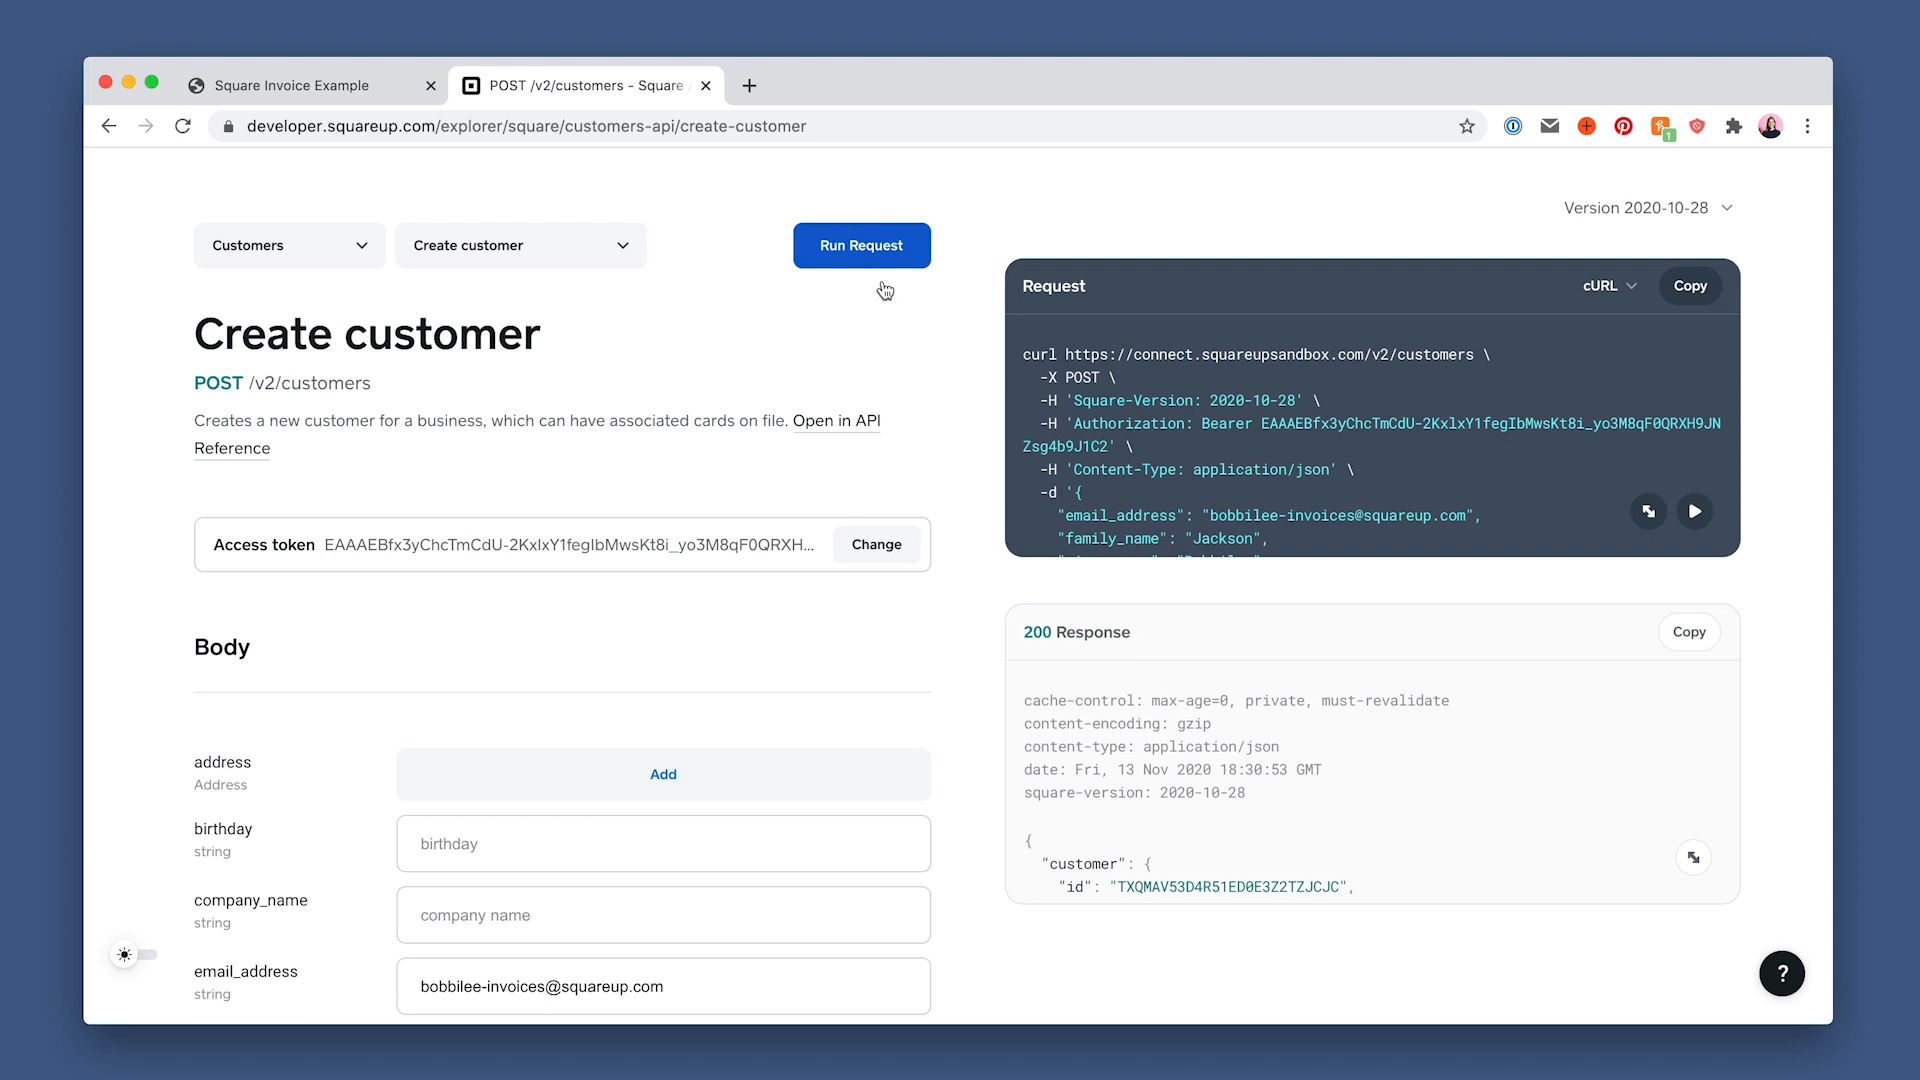 Square Invoice Example
POST /v2/customers - Square
developer.squareup.com/explorer/square/customers-api/create-customer
1
Version 2020-10-28
Customers
Create customer
Run Request
Create customer
POST /v2/customers
Creates a new customer for a business, which can have associated cards on file. Open in API
Reference
Access token EAAAEBfx3yChcTmCdU-2KxlxY1fegIbMwsKt8i_yo3M8qF0QRXH...
Change
Body
address
Address
Add
birthday
string
birthday
company_name
string
company name
email_address
string
bobbilee-invoices@squareup.com
Request
cURL
Copy
curl https://connect.squareupsandbox.com/v2/customers \
-X POST \
-H 'Square-Version: 2020-10-28' \
-H 'Authorization: Bearer EAAAEBfx3yChcTmCdU-2KxlxY1fegIbMwsKt8i_yo3M8qF0QRXH9JN
Zsg4b9J1C2' \
-H 'Content-Type: application/json' \
-d '{
"email_address": "bobbilee-invoices@squareup.com",
"family_name": "Jackson",
200 Response
Copy
cache-control: max-age=0, private, must-revalidate
content-encoding: gzip
content-type: application/json
date: Fri, 13 Nov 2020 18:30:53 GMT
square-version: 2020-10-28
{
"customer": {
"id": "TXQMAV53D4R51ED0E3Z2TZJCJC",
?